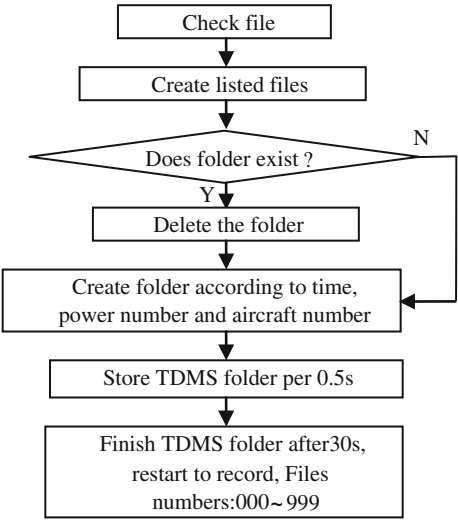 Check file
Create listed files
Does folder exist ?
N
Y
Delete the folder
Create folder according to time,
power number and aircraft number
Store TDMS folder per 0.5s
Finish TDMS folder after30s,
restart to record, Files
numbers:000~999